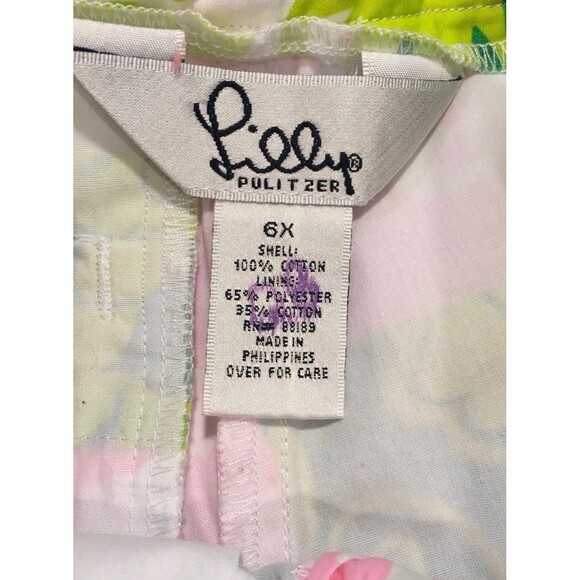 Lilly®
PULITZER
6X
SHELL:
100% COTTON
LINING:
65% POLYESTER
35% COTTON
RN# 88189
MADE IN
PHILIPPINES
OVER FOR CARE